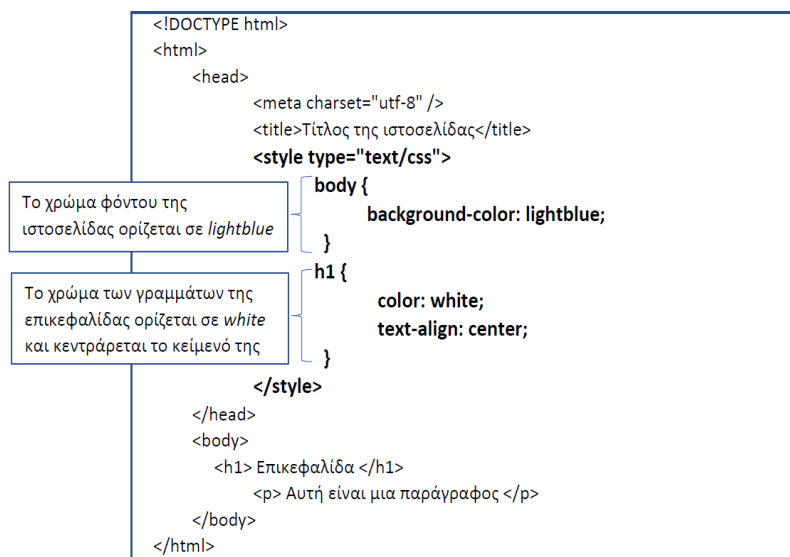 <!DOCTYPE html>
<html>
<head>
<meta charset="utf-8" />
<title>Τίτλος της ιστοσελίδας</title>
<style type="text/css">
body {
background-color: lightblue;
}
h1 {
color: white;
text-align: center;
}
</style>
</head>
<body>
<h1> Επικεφαλίδα </h1>
<p> Αυτή είναι μια παράγραφος </p>
</body>
</html>
Το χρώμα φόντου της
ιστοσελίδας ορίζεται σε lightblue
Το χρώμα των γραμμάτων της
επικεφαλίδας ορίζεται σε white
και κεντράρεται το κείμενό της